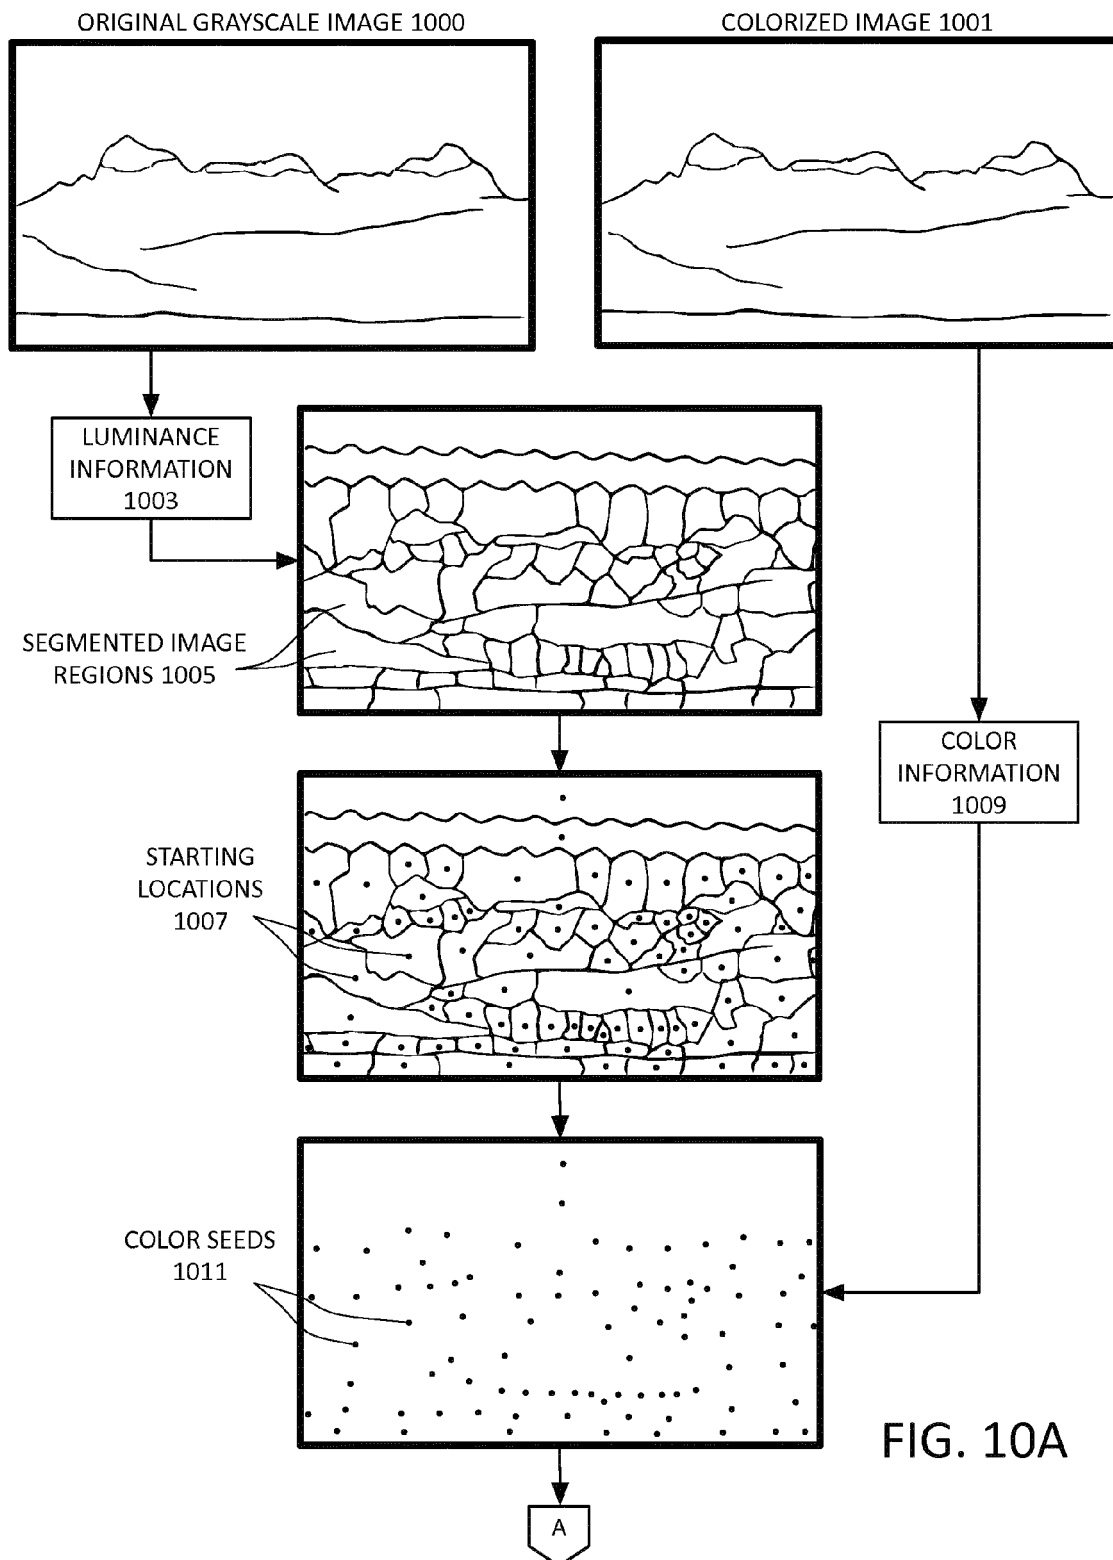 ORIGINAL GRAYSCALE IMAGE 1000
COLORIZED IMAGE 1001
LUMINANCE
INFORMATION
1003
SEGMENTED IMAGE
REGIONS 1005
COLOR
INFORMATION
1009
STARTING
LOCATIONS
1007
COLOR SEEDS
1011
FIG. 10A
A